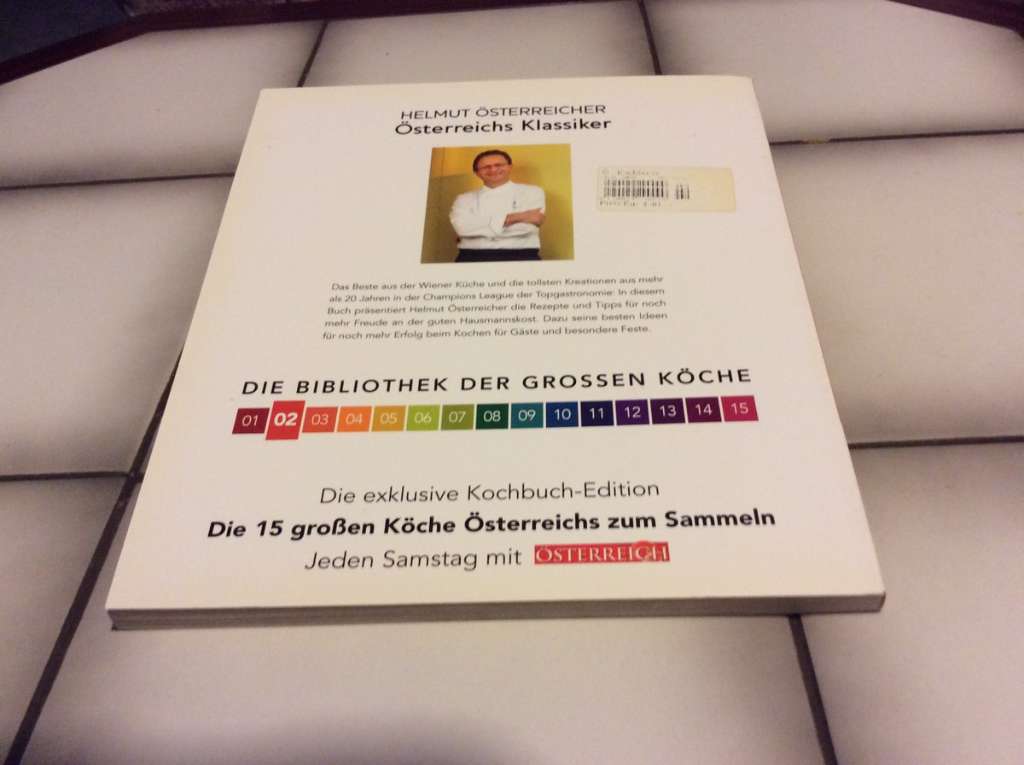 HELMUT ÖSTERREICHER
Österreichs Klassiker
Das Beste aus der Wiener Küche und die tollsten Kreationen aus mehr
als 20 Jahren in der Champions League der Topgastronomie: In diesem
Buch präsentiert Helmut Österreicher die Rezepte und Tipps für noch
mehr Freude an der guten Hausmannskost. Dazu seine besten Ideen
für noch mehr Erfolg beim Kochen für Gäste und besondere Feste.
DIE BIBLIOTHEK DER GROSSEN KÖCHE
01 02 03 04 05 06 07 08 09 10 11 12 13 14 15
Die exklusive Kochbuch-Edition
Die 15 großen Köche Österreichs zum Sammeln
Jeden Samstag mit ÖSTERREICH